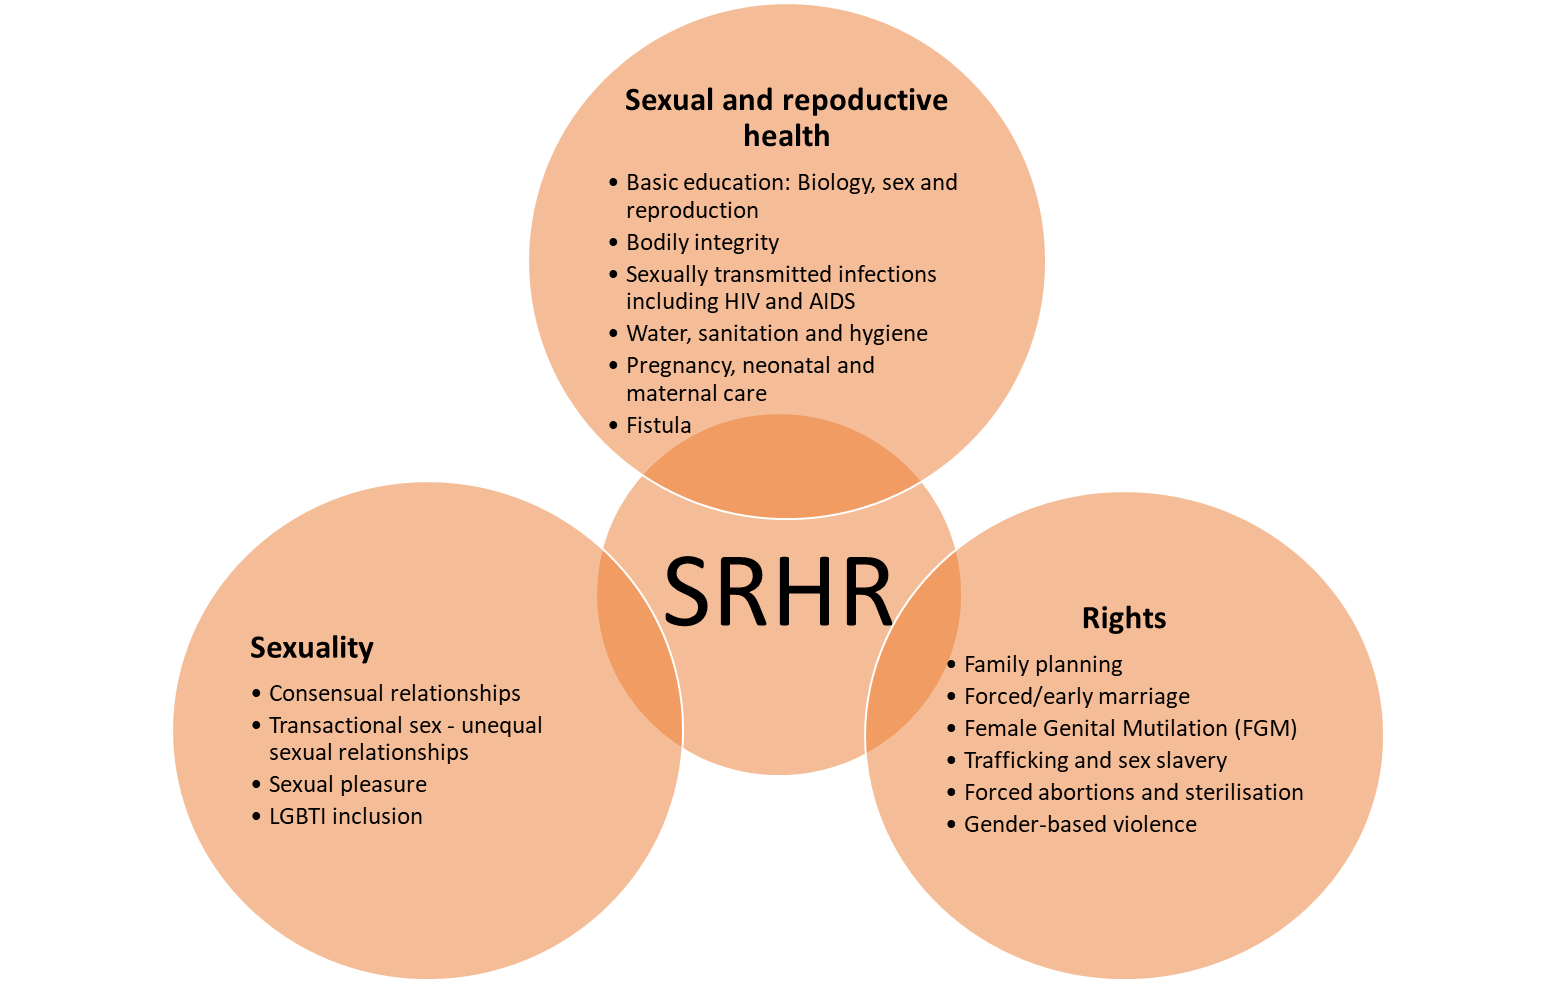 Sexual and repoductive
health
• Basic education: Biology, sex and
reproduction
• Bodily integrity
• Sexually transmitted infections
including HIV and AIDS
• Water, sanitation and hygiene
• Pregnancy, neonatal and
maternal care
• Fistula
SRHR
Sexuality
• Consensual relationships
• Transactional sex - unequal
sexual relationships
• Sexual pleasure
• LGBTI inclusion
Rights
• Family planning
• Forced/early marriage
• Female Genital Mutilation (FGM)
• Trafficking and sex slavery
• Forced abortions and sterilisation
• Gender-based violence